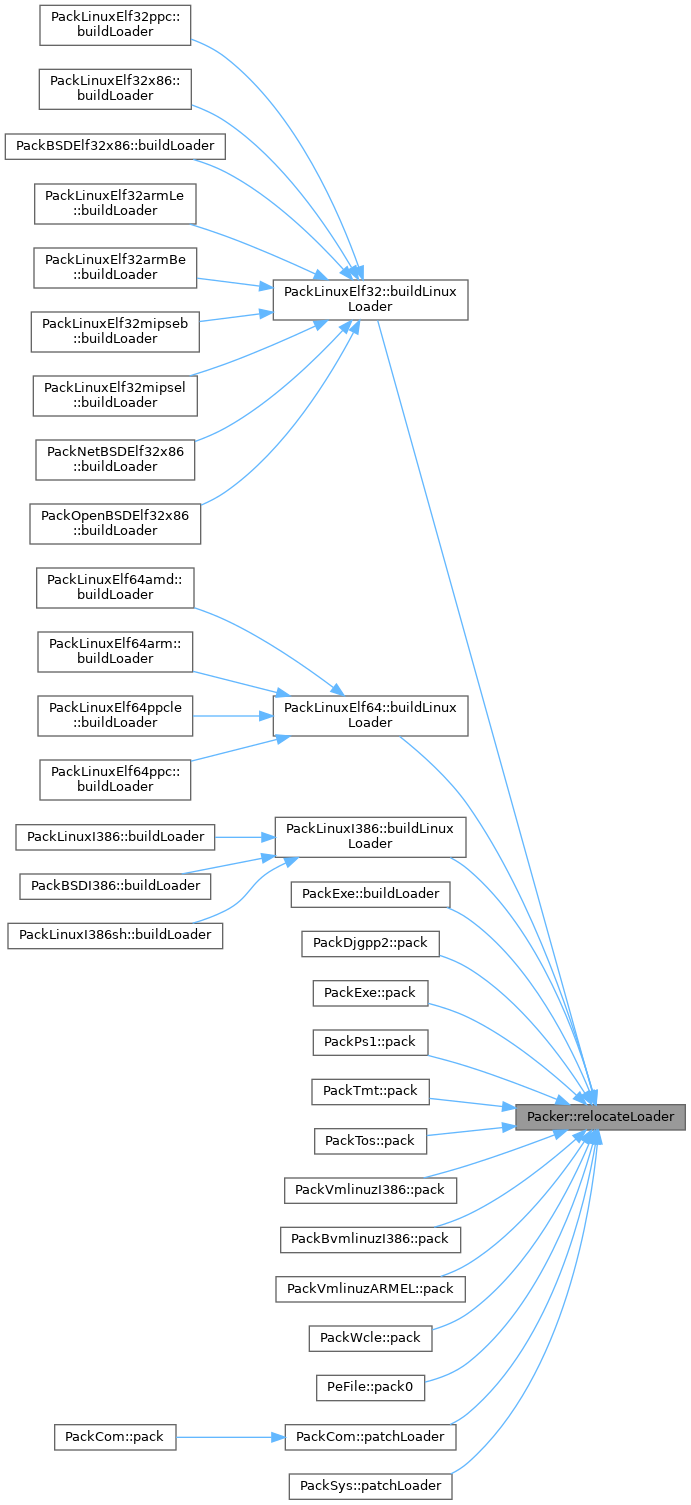 PackLinuxElf32ppc::
buildLoader
PackLinuxElf32x86::
buildLoader
PackBSDElf32x86::buildLoader
PackLinuxElf32armLe
::buildLoader
PackLinuxElf32armBe
::buildLoader
PackLinuxElf32::buildLinux
Loader
PackLinuxElf32mipseb
::buildLoader
PackLinuxElf32mipsel
::buildLoader
PackNetBSDElf32x86
::buildLoader
PackOpenBSDElf32x86
::buildLoader
PackLinuxElf64amd::
buildLoader
PackLinuxElf64arm::
buildLoader
PackLinuxElf64ppcle
::buildLoader
PackLinuxElf64::buildLinux
Loader
PackLinuxElf64ppc::
buildLoader
PackLinuxI386::buildLoader
PackLinuxI386::buildLinux
Loader
PackBSDI386::buildLoader
PackExe::buildLoader
PackLinuxI386sh::buildLoader
PackDjgpp2::pack
PackExe::pack
PackPs1::pack
PackTmt::pack
Packer::relocateLoader
PackTos::pack
PackVmlinuzI386::pack
PackBvmlinuzI386::pack
PackVmlinuzARMEL::pack
PackWcle::pack
PeFile::pack0
PackCom::pack
PackCom::patchLoader
PackSys::patchLoader